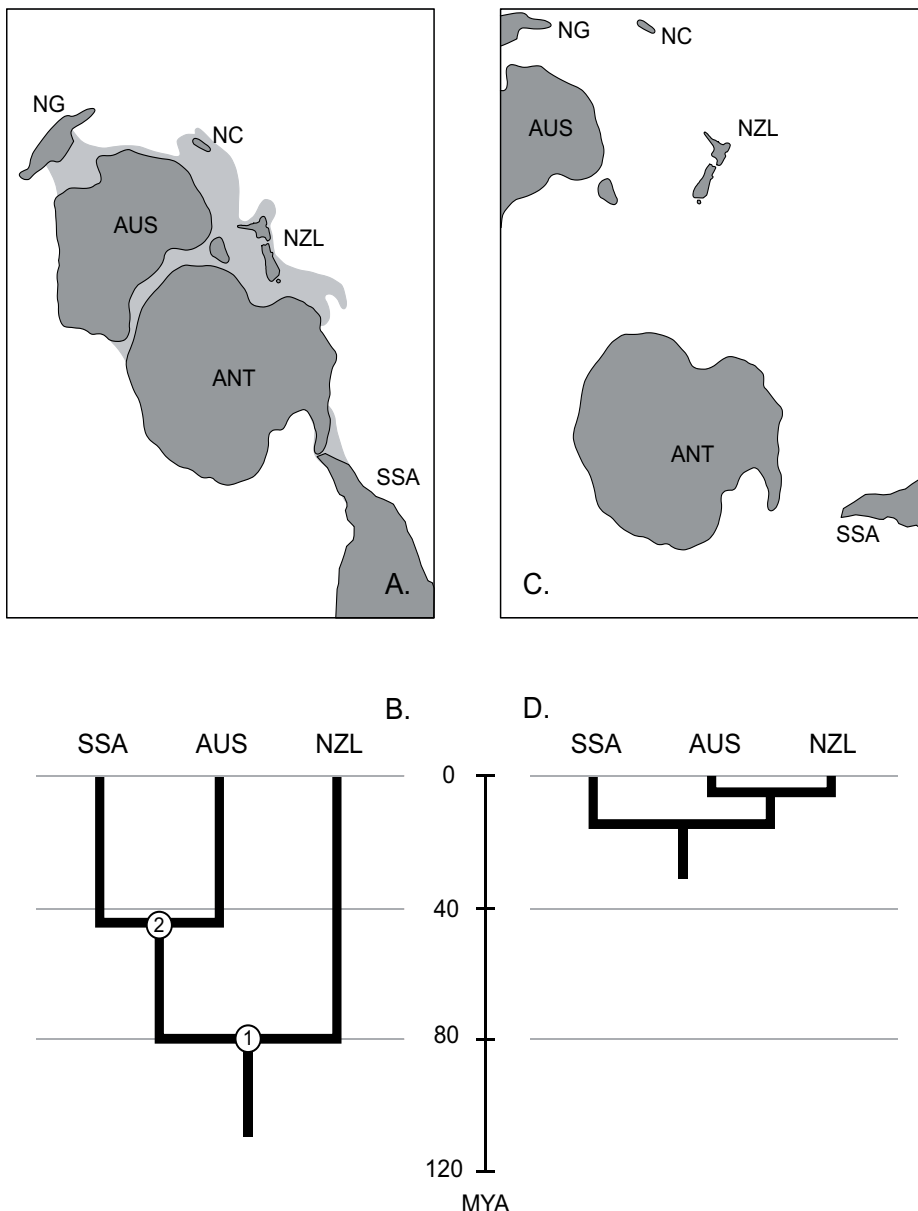 NG
NC
AUS
NZL
ANT
SSA
A.
NG
NC
AUS
NZL
ANT
SSA
C.
B.
SSA AUS NZL
2
1
0
40
80
120
MYA
D.
SSA AUS NZL